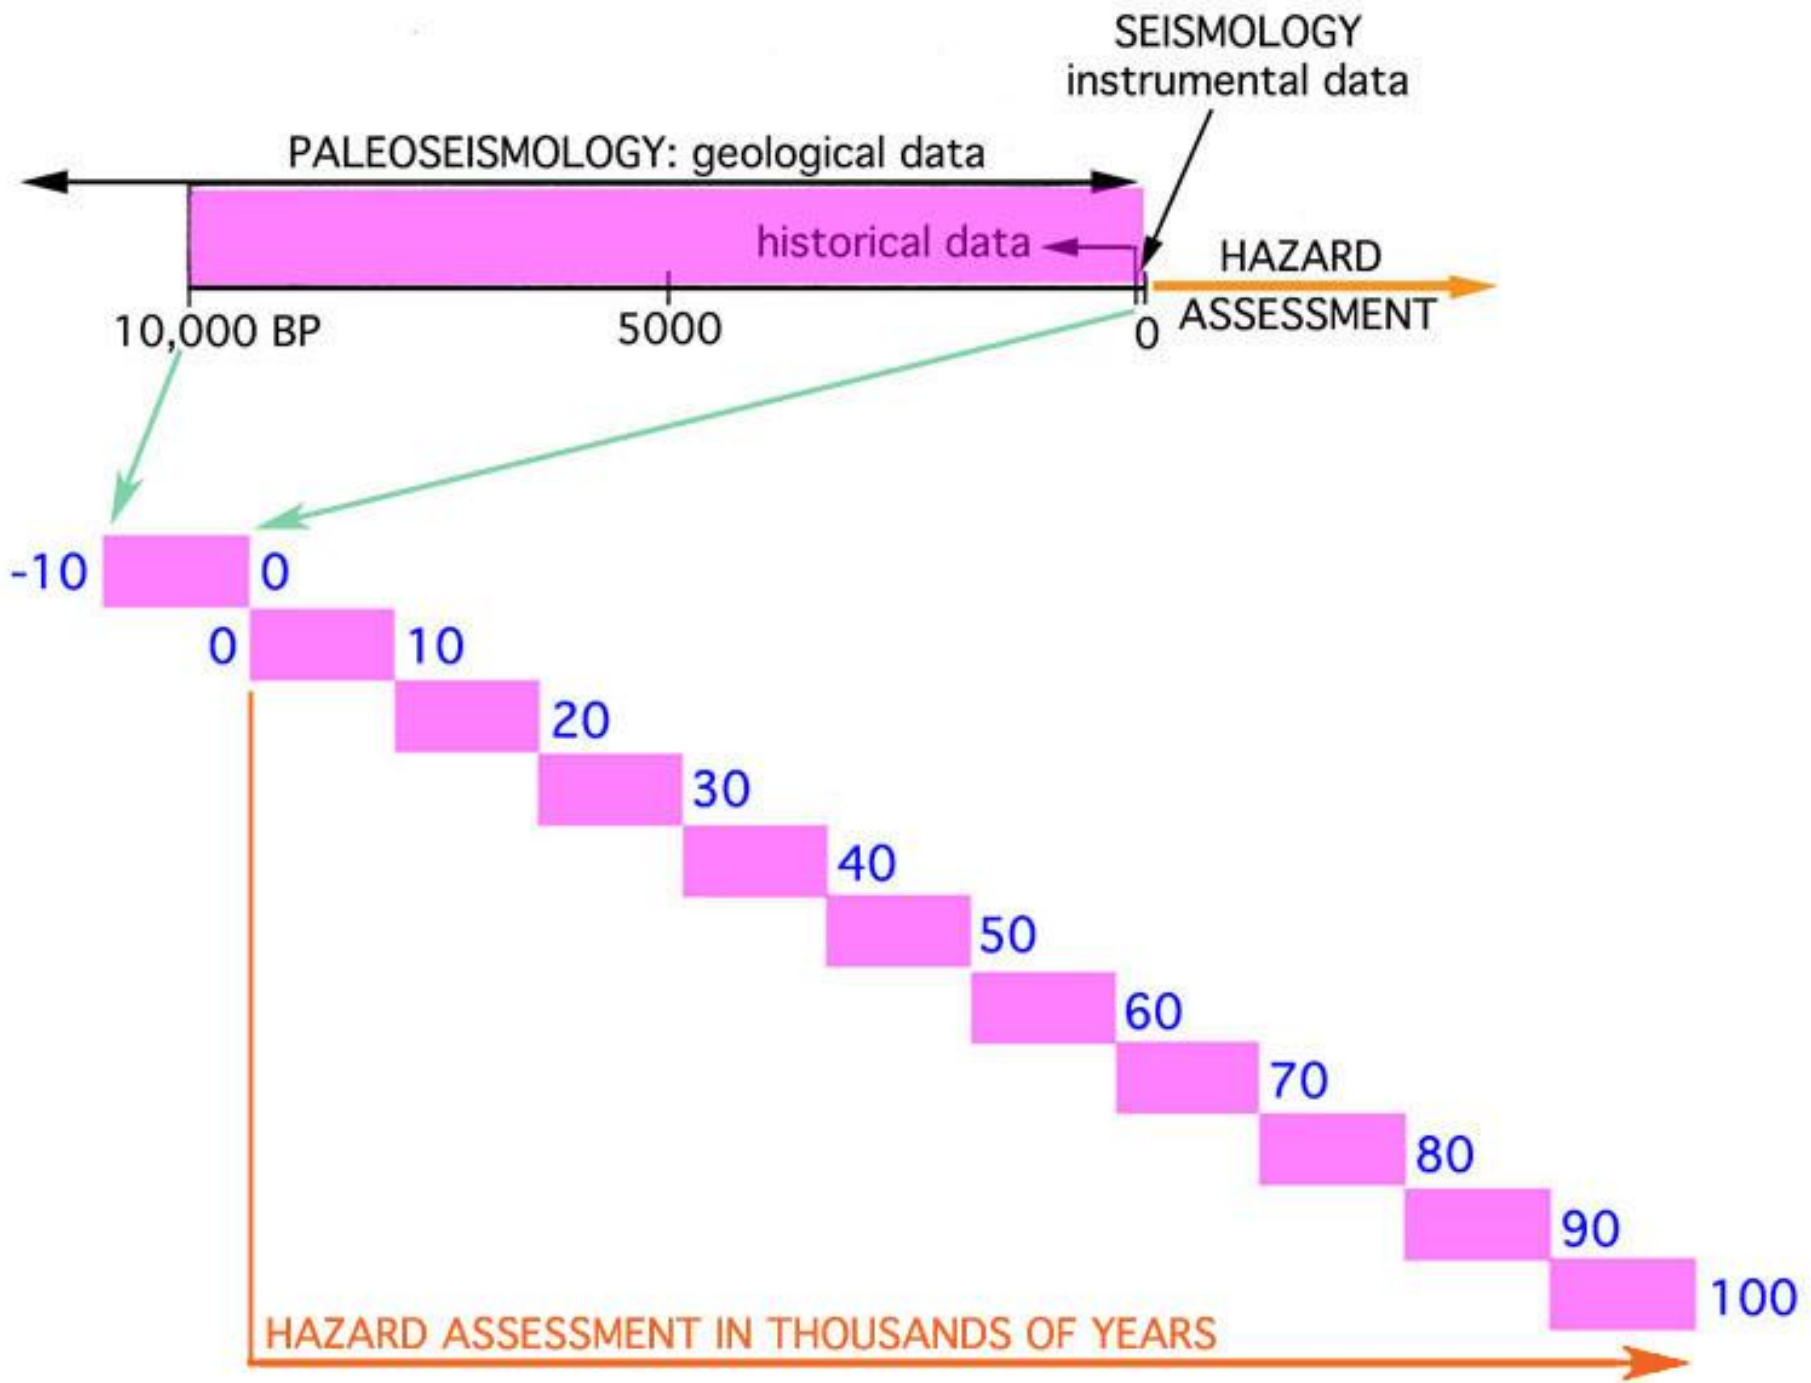 SEISMOLOGY
instrumental data
PALEOSEISMOLOGY: geological data
historical data
HAZARD
ASSESSMENT
10,000 BP
5000
0
-10
0
0
10
20
30
40
50
60
70
80
90
100
HAZARD ASSESSMENT IN THOUSANDS OF YEARS